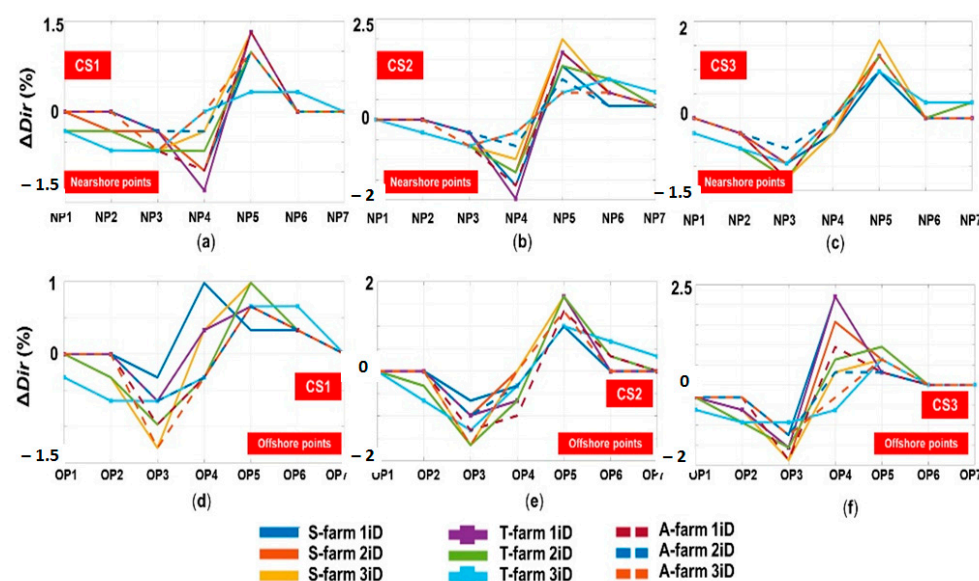 1.5
CS1
ΔDir (%)
0
– 1.5
Nearshore points
NP1 NP2 NP3 NP4 NP5 NP6 NP7
(a)
2.5
CS2
0
– 2
Nearshore points
NP1 NP2 NP3 NP4 NP5 NP6 NP7
(b)
2
CS3
0
– 1.5
Nearshore points
NP1 NP2 NP3 NP4 NP5 NP6 NP7
(c)
1
ΔDir (%)
0
CS1
– 1.5
Offshore points
OP1 OP2 OP3 OP4 OP5 OP6 OP7
(d)
2
0
CS2
– 2
Offshore points
OP1 OP2 OP3 OP4 OP5 OP6 OP7
(e)
2.5
0
CS3
– 2
Offshore points
OP1 OP2 OP3 OP4 OP5 OP6 OP7
(f)
S-farm 1iD T-farm 1iD A-farm 1iD
S-farm 2iD T-farm 2iD A-farm 2iD
S-farm 3iD T-farm 3iD A-farm 3iD